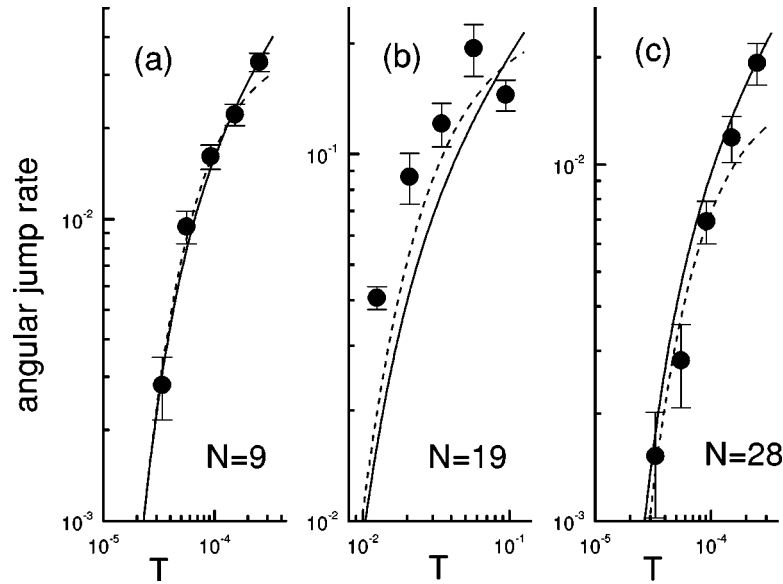 (a) (b) (c)
angular jump rate
10^-2 10^-1 10^-2
N=9 N=19 N=28
10^-3 10^-2 10^-3
10^-5 10^-4 10^-2 10^-1 10^-5 10^-4
T T T